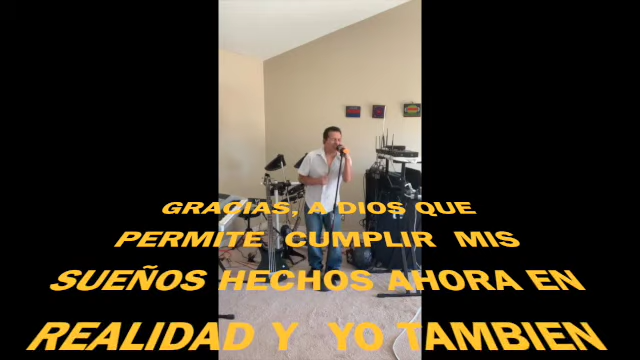 GRACIAS, A DIOS QUE
PERMITE CUMPLIR MIS
SUEÑOS HECHOS AHORA EN
REALIDAD Y YO TAMBIEN